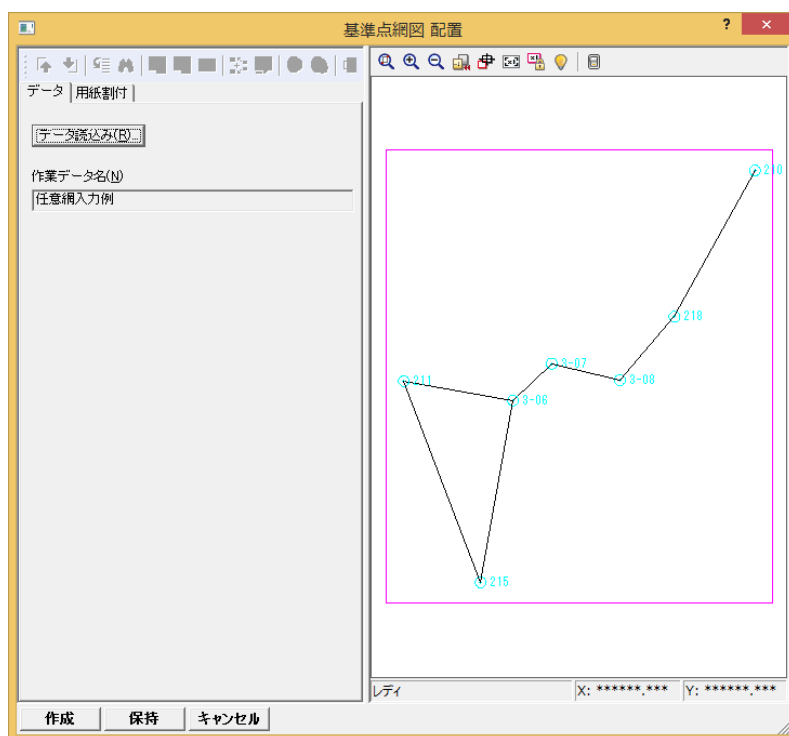 基準点網図 配置
? ×
データ 用紙割付
データ読込み(R)...
作業データ名(N)
任意網入力例
210
218
3-07
3-08
211
3-06
215
レディ X: ******.*** Y: ******.***
作成 保持 キャンセル